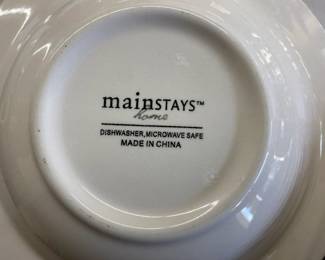 mainSTAYS™
home
DISHWASHER, MICROWAVE SAFE
MADE IN CHINA